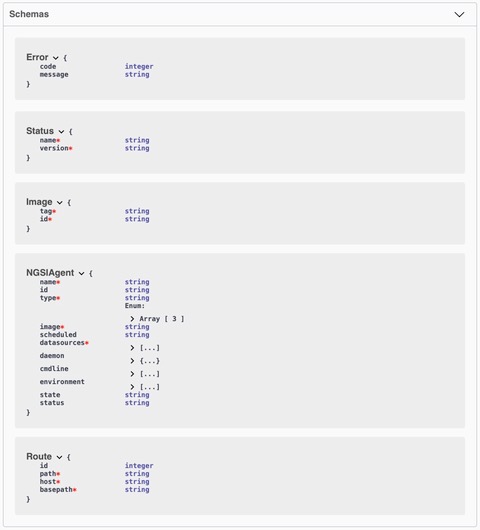 Schemas
Error {
code integer
message string
}
Status {
name* string
version* string
}
Image {
tag* string
id* string
}
NGSIAgent {
name* string
id string
type* string
Enum:
Array [ 3 ]
image* string
scheduled string
datasources* [...]
daemon {...}
cmdline [...]
environment [...]
state string
status string
}
Route {
id integer
path* string
host* string
basepath* string
}